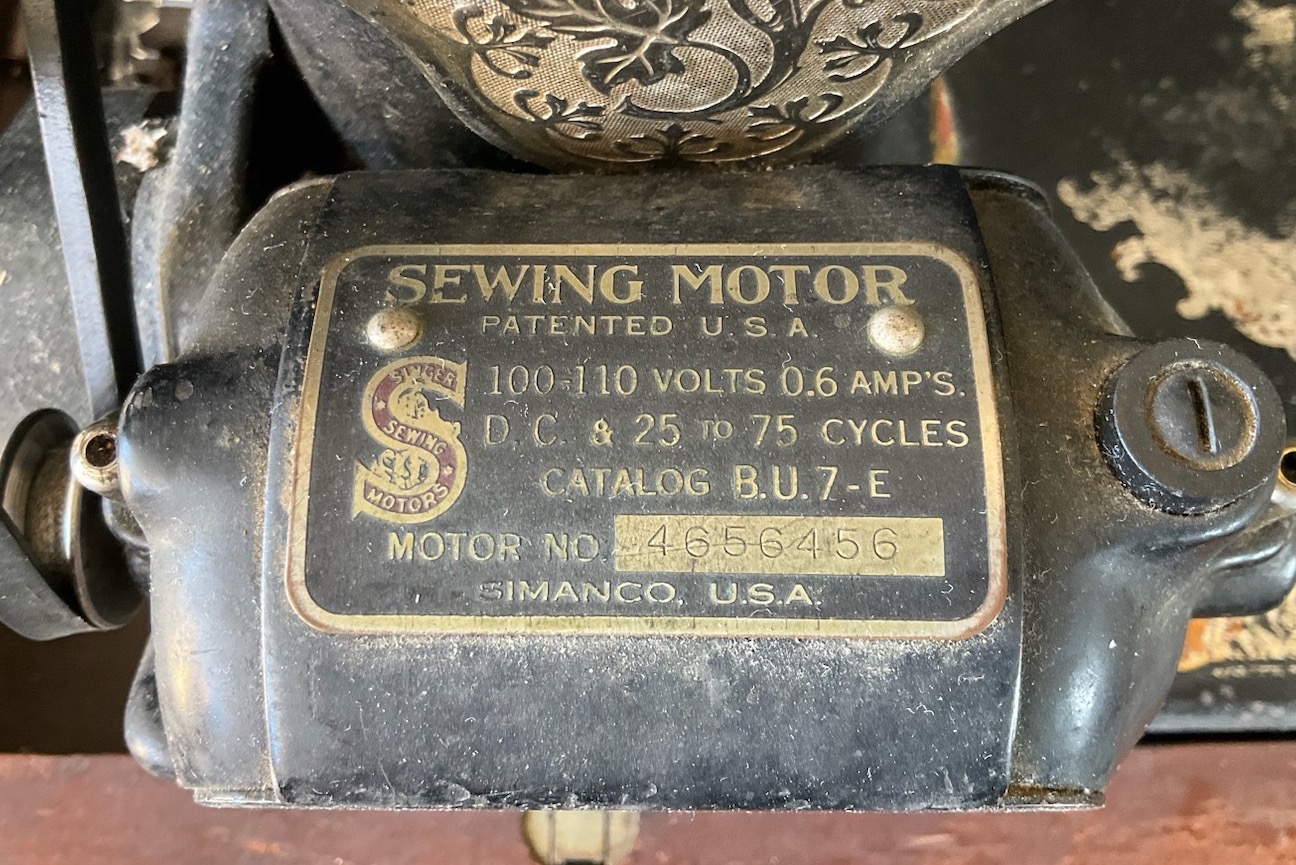 SEWING MOTOR
PATENTED U.S.A.
SINGER
SEWING
MOTORS
100-110 VOLTS 0.6 AMP'S.
D.C. & 25 TO 75 CYCLES
CATALOG B.U.7-E
MOTOR NO. 4656456
SIMANCO, U.S.A.